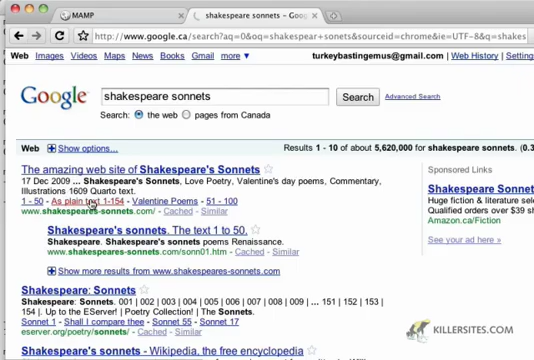 MAMP
shakespeare sonnets - Goo
http://www.google.ca/search?aq=0&oq=shakespear+sonets&sourceid=chrome&ie=UTF-8&q=shakes
Web Images Videos Maps News Books Gmail more ▼
turkeybastingemus@gmail.com | Web History | Setting
Google
shakespeare sonnets
Search
Advanced Search
Search: the web pages from Canada
Web Show options...
Results 1 - 10 of about 5,620,000 for shakespeare sonnets. (0.3
The amazing web site of Shakespeare's Sonnets
17 Dec 2009 ... Shakespeare's Sonnets, Love Poetry, Valentine's day poems, Commentary,
Illustrations 1609 Quarto text.
1 - 50 - As plain text 1-154 - Valentine Poems - 51 - 100
www.shakespeares-sonnets.com/ - Cached - Similar
Shakespeare's sonnets. The text 1 to 50.
Shakespeare. Shakespeare's sonnets poems Renaissance.
www.shakespeares-sonnets.com/sonn01.htm - Cached - Similar
Show more results from www.shakespeares-sonnets.com
Shakespeare: Sonnets
Shakespeare: Sonnets. 001 | 002 | 003 | 004 | 005 | 006 | 007 | 008 | 009 | ... 151 | 152 | 153 |
154 |. Up to the EServer | Poetry Collection! | The Sonnets.
Sonnet 1 - Shall I compare thee - Sonnet 55 - Sonnet 17
eserver.org/poetry/sonnets/ - Cached - Similar
Shakespeare's sonnets - Wikipedia, the free encyclopedia
Sponsored Links
Shakespeare Sonn
Huge fiction & literature sele
Qualified orders over $39 sh
Amazon.ca/Fiction
See your ad here »
KILLERSITES.COM